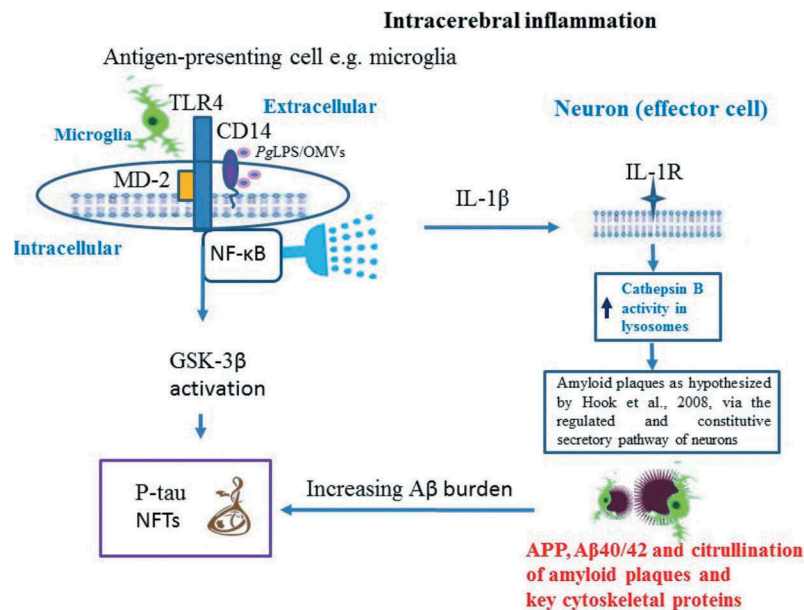 Intracerebral inflammation
Antigen-presenting cell e.g. microglia
TLR4
Extracellular
Microglia
CD14
PgLPS/OMVs
MD-2
Intracellular
NF-κB
GSK-3β
activation
P-tau
NFTs
IL-1β
Neuron (effector cell)
IL-1R
Cathepsin B
activity in
lysosomes
Amyloid plaques as hypothesized
by Hook et al., 2008, via the
regulated and constitutive
secretory pathway of neurons
Increasing Aβ burden
APP, Aβ40/42 and citrullination
of amyloid plaques and
key cytoskeletal proteins